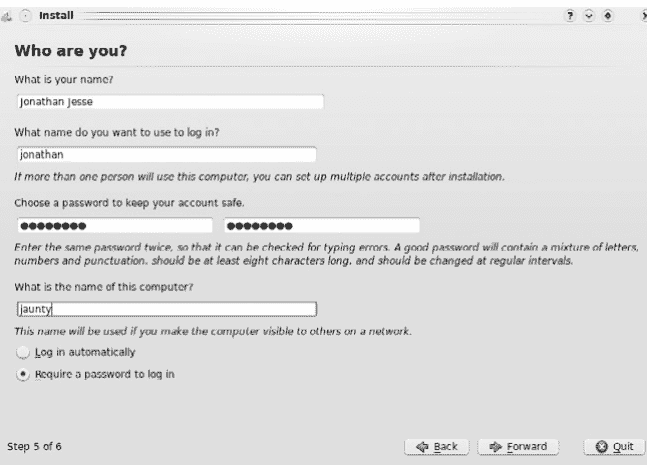 Install
Who are you?
What is your name?
Jonathan Jesse
What name do you want to use to log in?
jonathan
If more than one person will use this computer, you can set up multiple accounts after installation.
Choose a password to keep your account safe.
Enter the same password twice, so that it can be checked for typing errors. A good password will contain a mixture of letters,
numbers and punctuation, should be at least eight characters long, and should be changed at regular intervals.
What is the name of this computer?
jaunty
This name will be used if you make the computer visible to others on a network.
Log in automatically
Require a password to log in
Step 5 of 6
Back
Forward
Quit